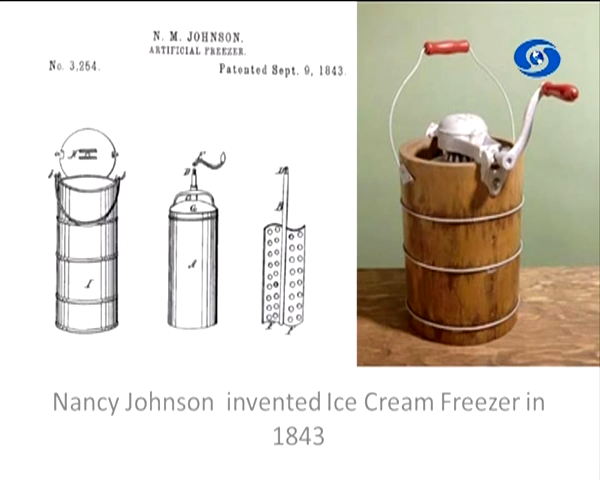 N. M. JOHNSON.
ARTIFICIAL FREEZER.
No. 3,254.
Patented Sept. 9, 1843.
Nancy Johnson invented Ice Cream Freezer in
1843